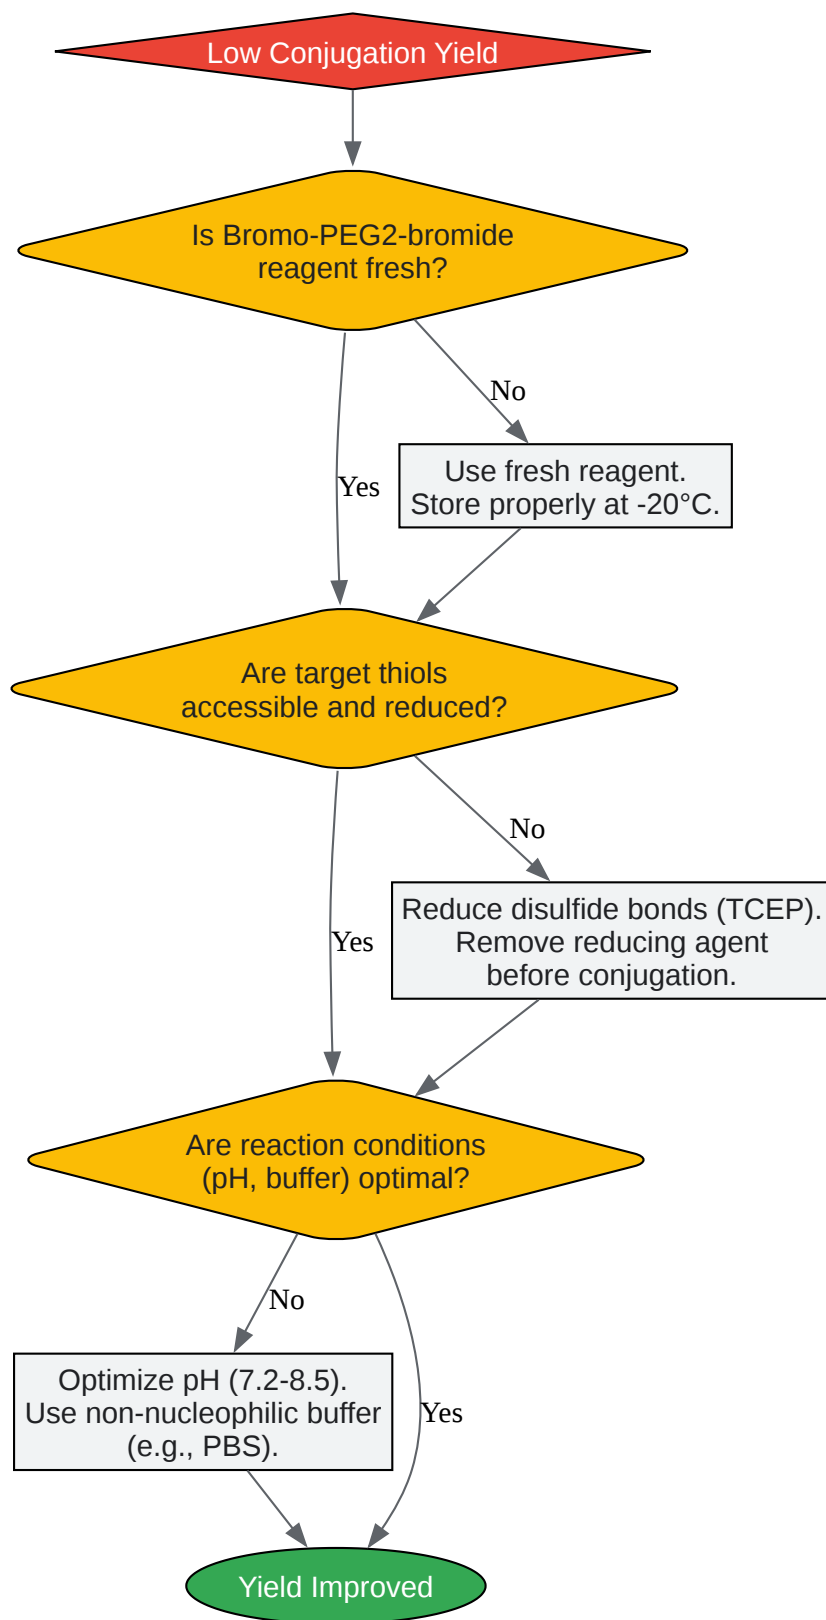 Low Conjugation Yield
Is Bromo-PEG2-bromide
reagent fresh?
No
Use fresh reagent.
Store properly at -20°C.
Yes
Are target thiols
accessible and reduced?
No
Reduce disulfide bonds (TCEP).
Remove reducing agent
before conjugation.
Yes
Are reaction conditions
(pH, buffer) optimal?
No
Optimize pH (7.2-8.5).
Use non-nucleophilic buffer
(e.g., PBS).
Yes
Yield Improved